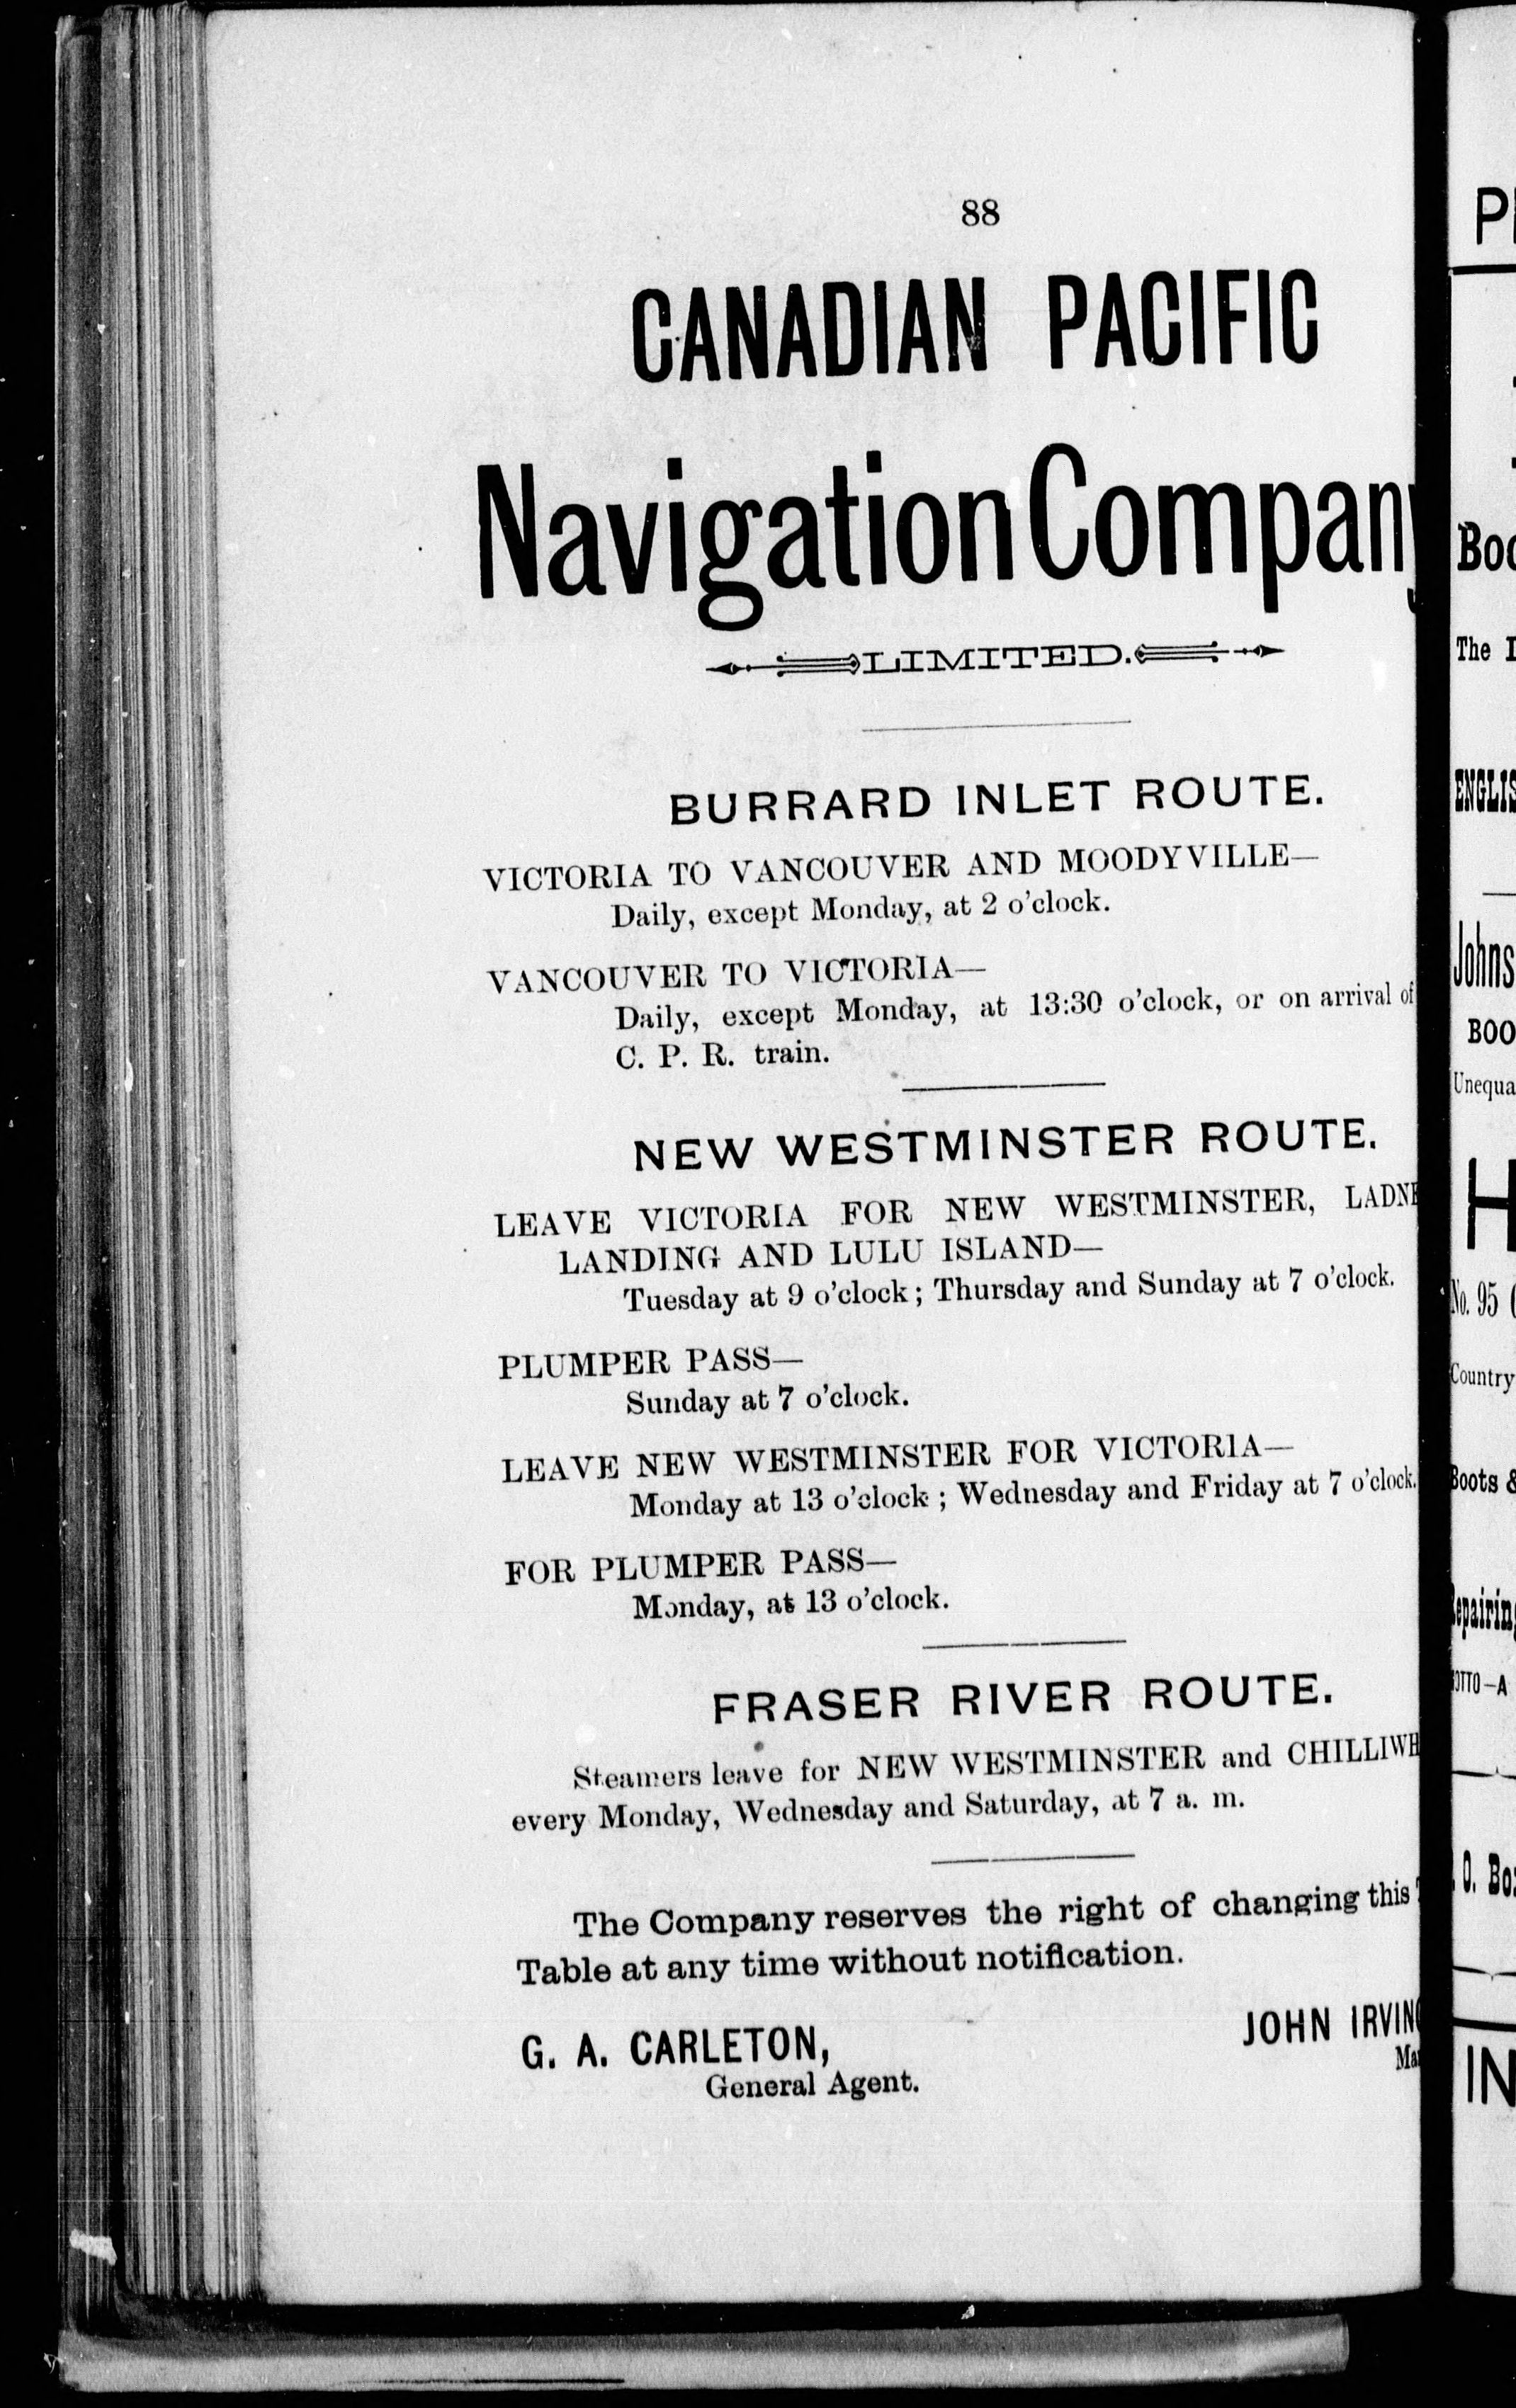 88
CANADIAN PACIFIC
Navigation Company
LIMITED.
BURRARD INLET ROUTE.
VICTORIA TO VANCOUVER AND MOODYVILLE—
Daily, except Monday, at 2 o'clock.
VANCOUVER TO VICTORIA—
Daily, except Monday, at 13:30 o'clock, or on arrival of
C. P. R. train.
NEW WESTMINSTER ROUTE.
LEAVE VICTORIA FOR NEW WESTMINSTER, LADNE
LANDING AND LULU ISLAND—
Tuesday at 9 o'clock; Thursday and Sunday at 7 o'clock.
PLUMPER PASS—
Sunday at 7 o'clock.
LEAVE NEW WESTMINSTER FOR VICTORIA—
Monday at 13 o'clock; Wednesday and Friday at 7 o'clock.
FOR PLUMPER PASS—
Monday, at 13 o'clock.
FRASER RIVER ROUTE.
Steamers leave for NEW WESTMINSTER and CHILLIWH
every Monday, Wednesday and Saturday, at 7 a. m.
The Company reserves the right of changing this
Table at any time without notification.
G. A. CARLETON,
General Agent.
JOHN IRVING
Ma
Boo
The I
ENGLIS
Johns
BOO
Unequa
H
No. 95
Country
Boots &
epairing
OTTO—A
O. Box
IN